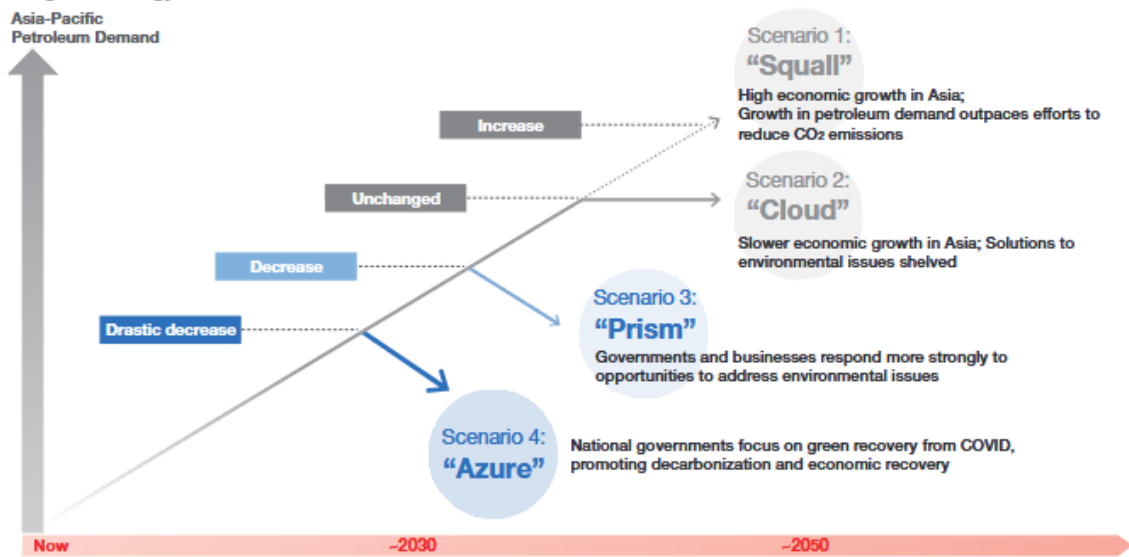 Asia-Pacific
Petroleum Demand
Scenario 1:
“Squall”
High economic growth in Asia;
Growth in petroleum demand outpaces efforts to
reduce CO₂ emissions
Increase
Scenario 2:
“Cloud”
Slower economic growth in Asia; Solutions to
environmental issues shelved
Unchanged
Decrease
Scenario 3:
“Prism”
Governments and businesses respond more strongly to
opportunities to address environmental issues
Drastic decrease
Scenario 4:
“Azure”
National governments focus on green recovery from COVID,
promoting decarbonization and economic recovery
Now
~2030
~2050